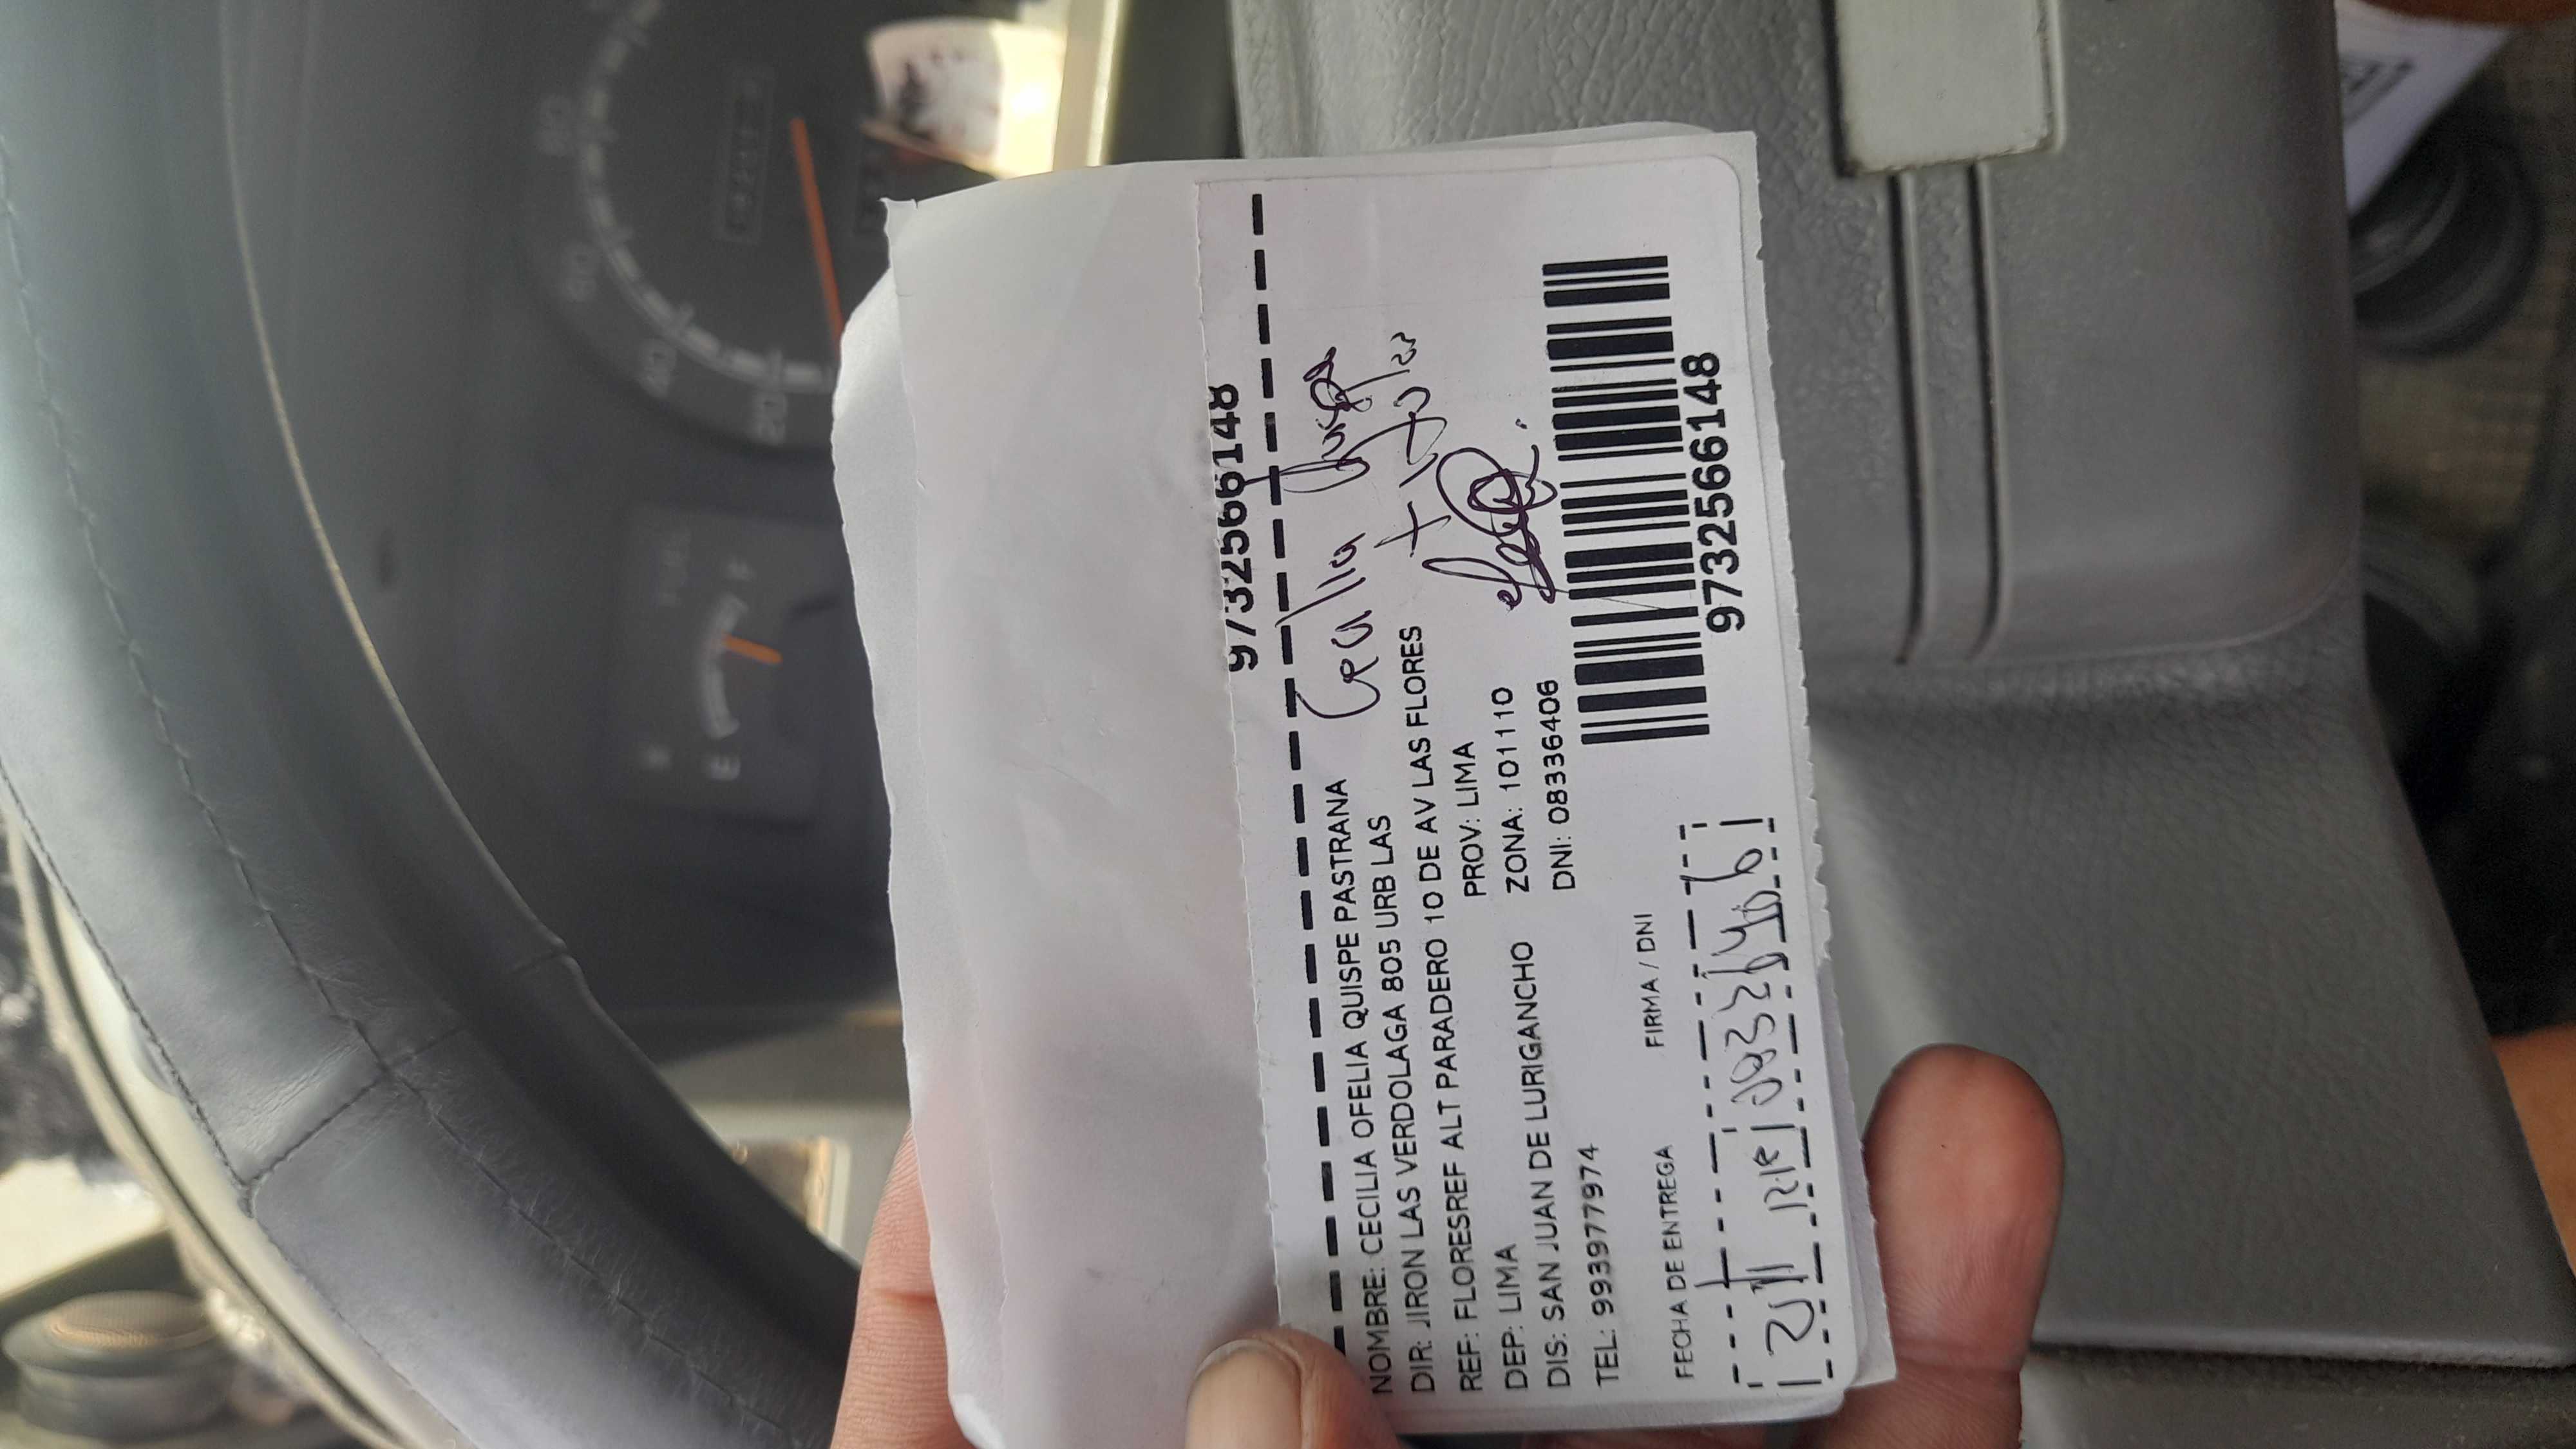 9732566148
Cecilia Quispe
NOMBRE: CECILIA OFELIA QUISPE PASTRANA
DIR: JIRON LAS VERDOLAGA 805 URB LAS
REF: FLORESREF ALT PARADERO 10 DE AV LAS FLORES
DEP: LIMA PROV: LIMA
DIS: SAN JUAN DE LURIGANCHO ZONA: 101110
TEL: 993977974 DNI: 08336406
9732566148
FECHA DE ENTREGA FIRMA / DNI
E F